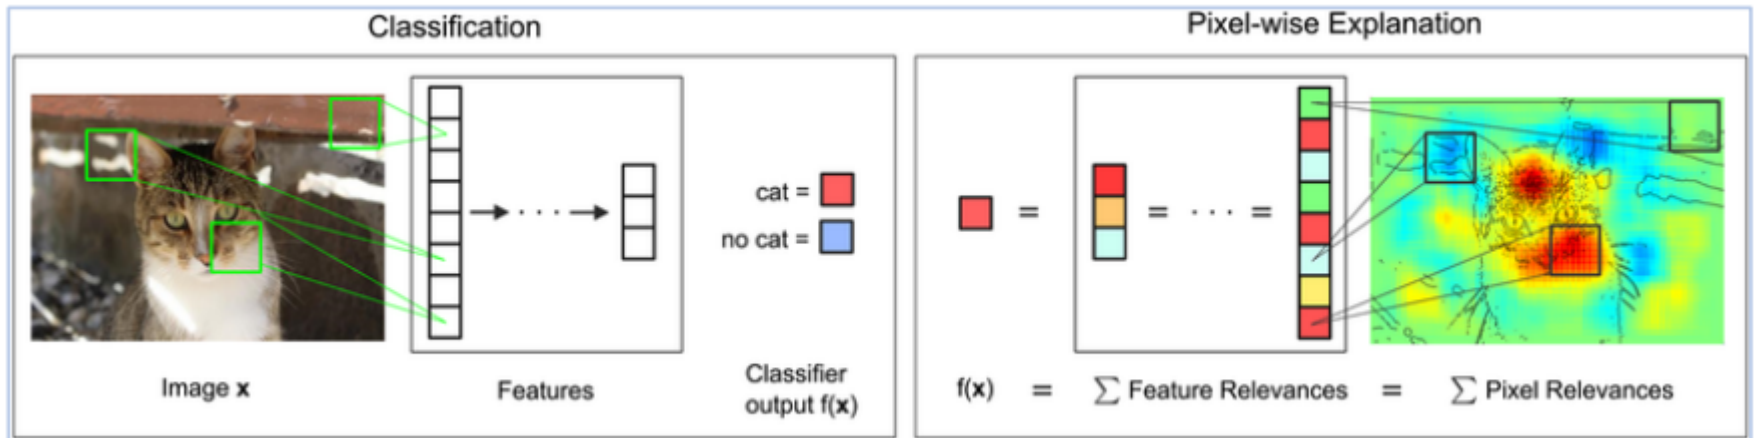 Classification
cat =
no cat =
Image x
Features
Classifier
output f(x)
Pixel-wise Explanation
= = · · · =
f(x) = ∑ Feature Relevances = ∑ Pixel Relevances